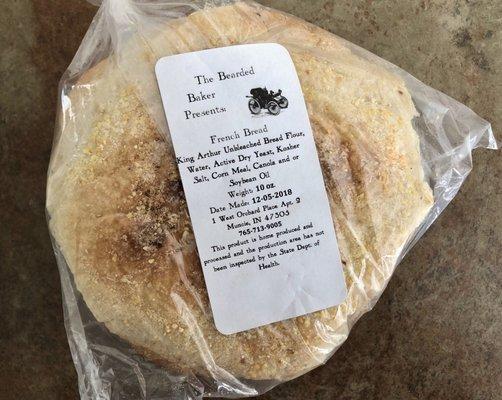 The Bearded
Baker
Presents:
French Bread
King Arthur Unbleached Bread Flour,
Water, Active Dry Yeast, Kosher
Salt, Corn Meal, Canola and or
Soybean Oil
Weight: 10 oz.
Date Made: 12-05-2018
1 West Orchard Place Apt. 2
Muncie, IN 47303
765-713-9005
This product is home produced and
processed and the production area has not
been inspected by the State Dept. of
Health.